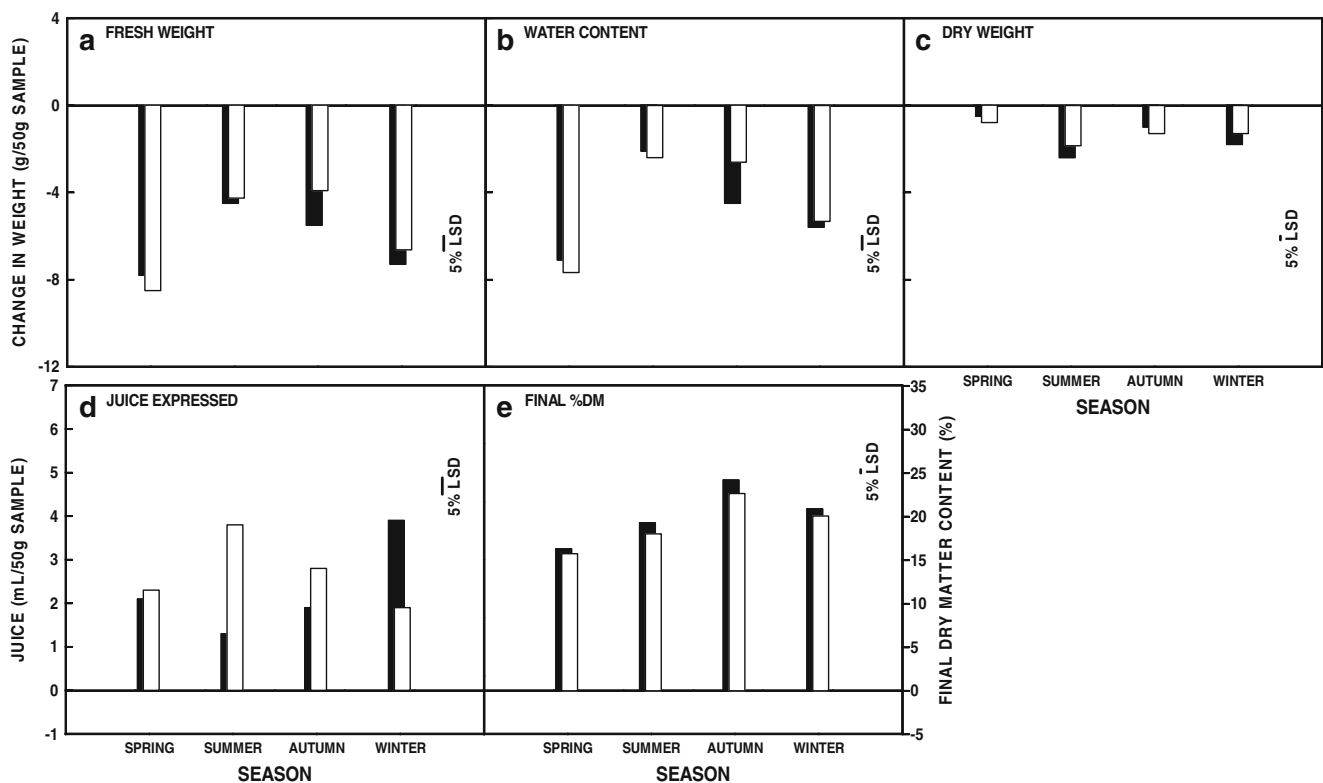 a FRESH WEIGHT
b WATER CONTENT
c DRY WEIGHT
4
0
-4
-8
-12
CHANGE IN WEIGHT (g/50g SAMPLE)
5% LSD
5% LSD
5% LSD
SPRING SUMMER AUTUMN WINTER
SEASON
d JUICE EXPRESSED
e FINAL %DM
7
6
5
4
3
2
1
0
-1
JUICE (mL/50g SAMPLE)
5% LSD
5% LSD
35
30
25
20
15
10
5
0
-5
FINAL DRY MATTER CONTENT (%)
SPRING SUMMER AUTUMN WINTER
SEASON
SPRING SUMMER AUTUMN WINTER
SEASON